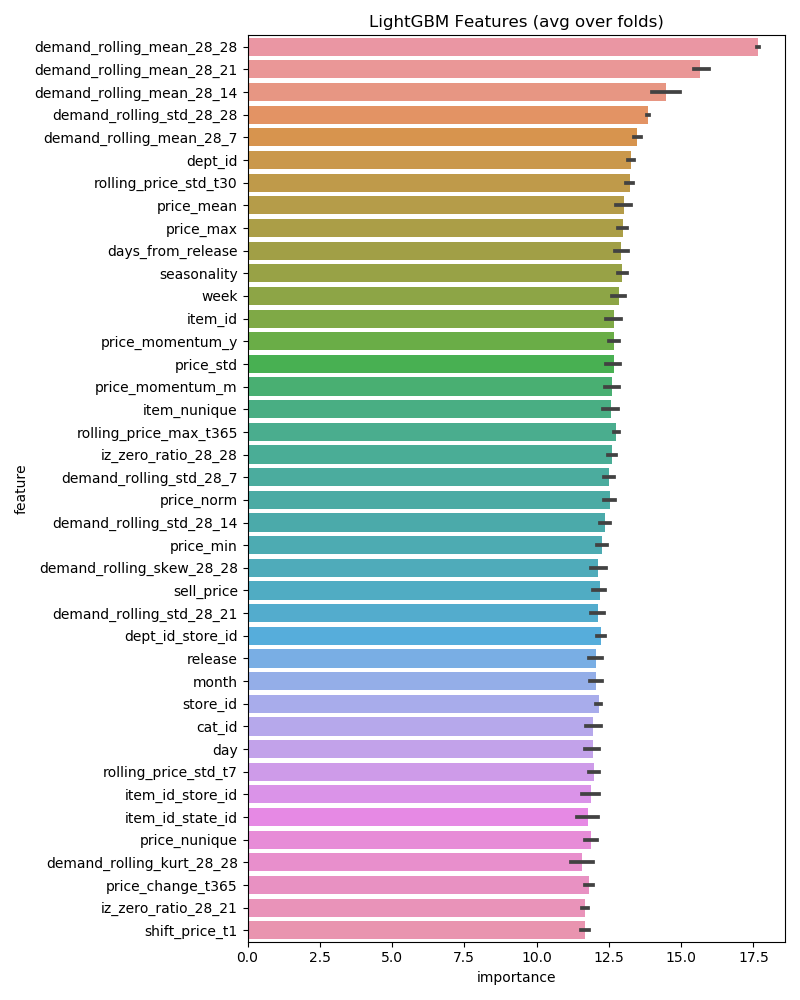 LightGBM Features (avg over folds)
demand_rolling_mean_28_28
demand_rolling_mean_28_21
demand_rolling_mean_28_14
demand_rolling_std_28_28
demand_rolling_mean_28_7
dept_id
rolling_price_std_t30
price_mean
price_max
days_from_release
seasonality
week
item_id
price_momentum_y
price_std
price_momentum_m
item_nunique
rolling_price_max_t365
iz_zero_ratio_28_28
demand_rolling_std_28_7
price_norm
demand_rolling_std_28_14
price_min
demand_rolling_skew_28_28
sell_price
demand_rolling_std_28_21
dept_id_store_id
release
month
store_id
cat_id
day
rolling_price_std_t7
item_id_store_id
item_id_state_id
price_nunique
demand_rolling_kurt_28_28
price_change_t365
iz_zero_ratio_28_21
shift_price_t1
feature
0.0 2.5 5.0 7.5 10.0 12.5 15.0 17.5
importance